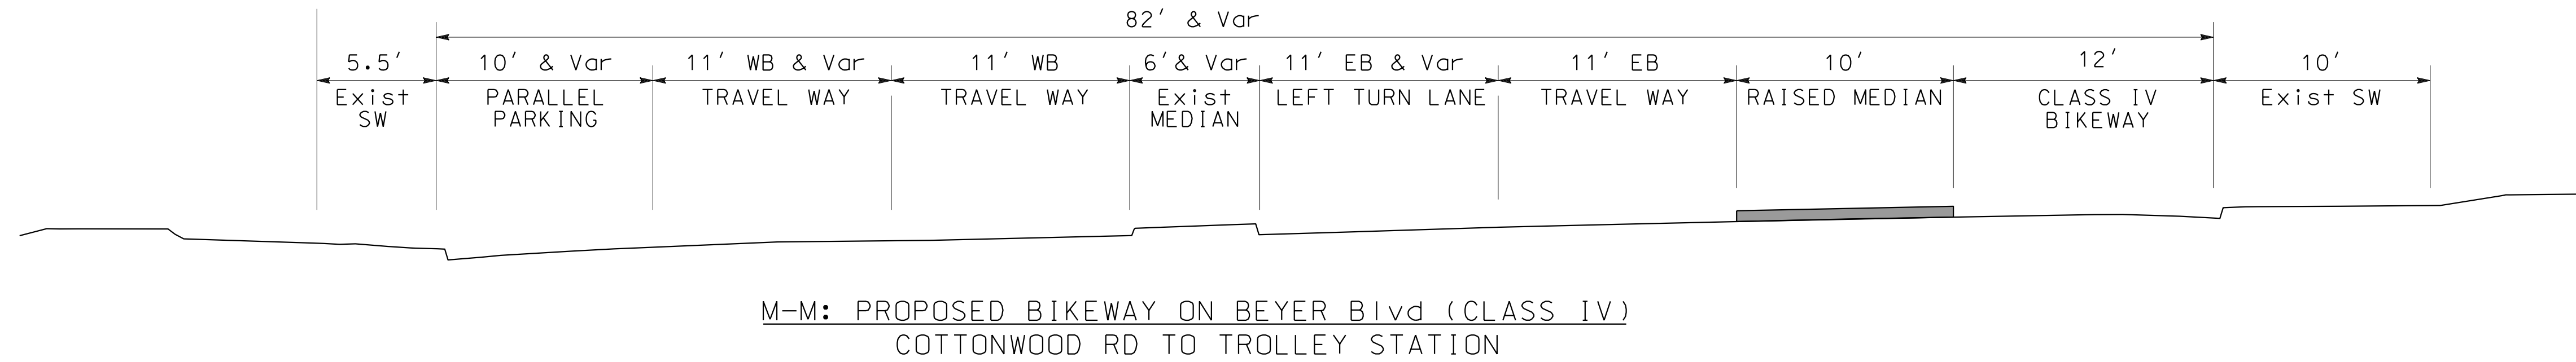 82' & Var
5.5' 10' & Var 11' WB & Var 11' WB 6'& Var 11' EB & Var 11' EB 10' 12' 10'
Exist PARALLEL TRAVEL WAY TRAVEL WAY Exist LEFT TURN LANE TRAVEL WAY RAISED MEDIAN CLASS IV Exist SW
SW PARKING MEDIAN BIKEWAY
M-M: PROPOSED BIKEWAY ON BEYER Blvd (CLASS IV)
COTTONWOOD RD TO TROLLEY STATION